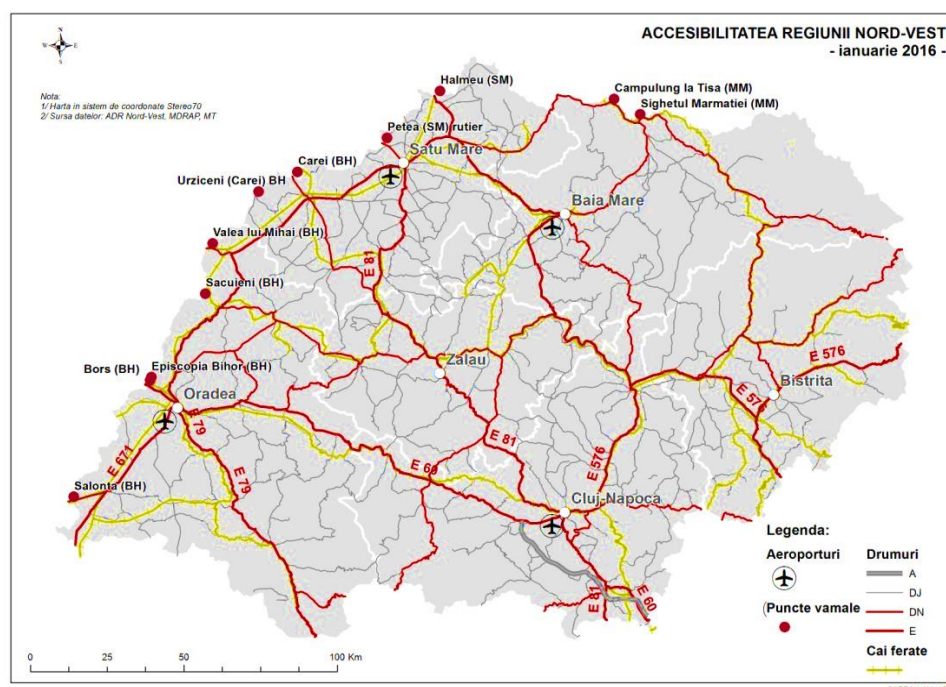 ACCESIBILITATEA REGIUNII NORD-VEST
- ianuarie 2016 -
N
W E
S
Nota:
1/ Harta in sistem de coordonate Stereo70
2/ Sursa datelor: ADR Nord-Vest, MDRAP, MT
Halmeu (SM)
Campulung la Tisa (MM)
Sighetul Marmatiei (MM)
Petea (SM) rutier
Satu Mare
Carei (BH)
Urziceni (Carei) BH
Baia Mare
Valea lui Mihai (BH)
E 81
Sacuieni (BH)
Zalau
E 576
Episcopia Bihor (BH)
Bors (BH)
Bistrita
Oradea
E 576
E 79
E 81
E 671
E 60
E 576
E 79
Salonta (BH)
Cluj-Napoca
E 81
E 60
Legenda:
Aeroporturi
Puncte vamale
Drumuri
A
DJ
DN
E
Cai ferate
0 25 50 100 Km